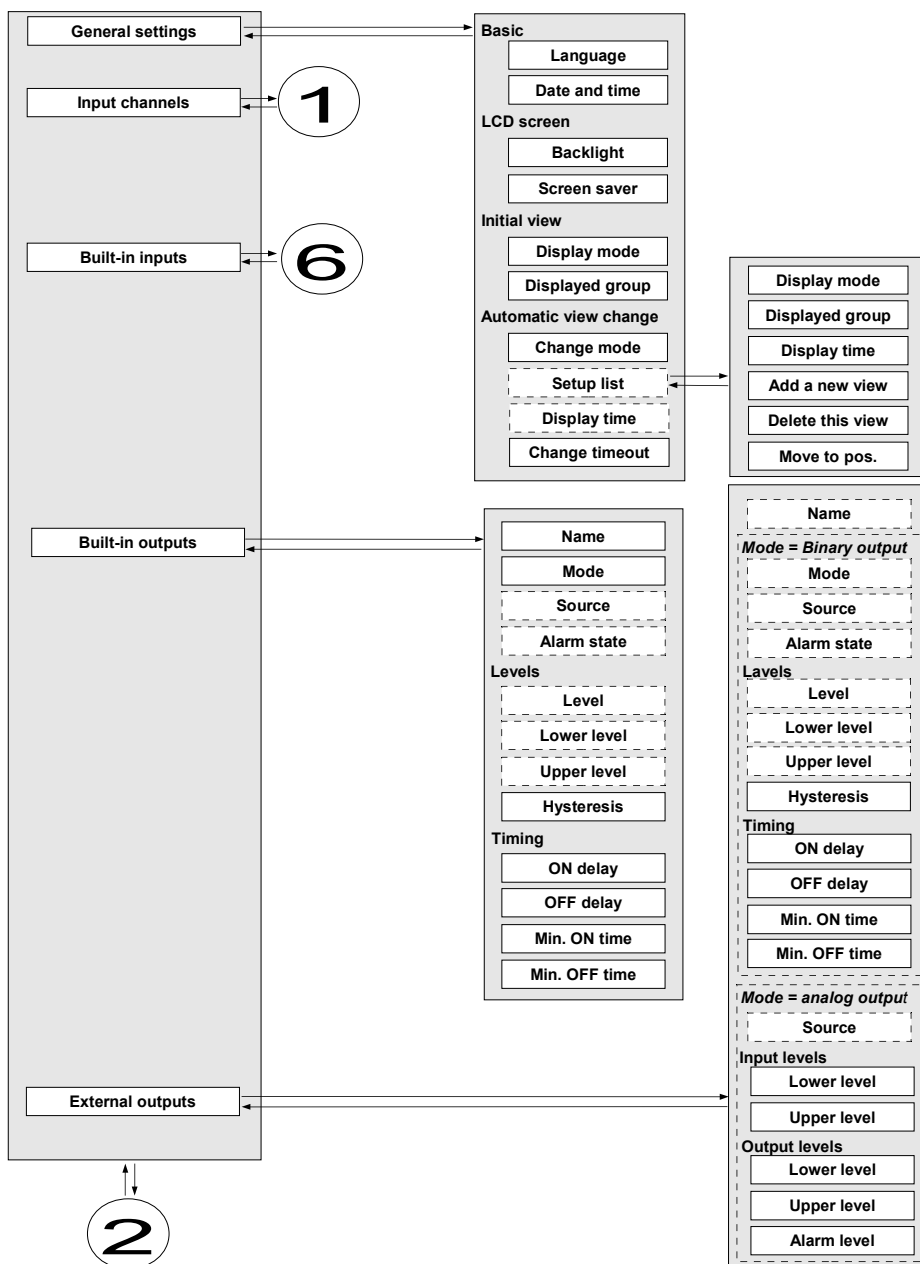 General settings
Input channels
1
Built-in inputs
6
Built-in outputs
External outputs
2
Basic
Language
Date and time
LCD screen
Backlight
Screen saver
Initial view
Display mode
Displayed group
Automatic view change
Change mode
Setup list
Display time
Change timeout
Display mode
Displayed group
Display time
Add a new view
Delete this view
Move to pos.
Name
Mode
Source
Alarm state
Levels
Level
Lower level
Upper level
Hysteresis
Timing
ON delay
OFF delay
Min. ON time
Min. OFF time
Name
Mode = Binary output
Mode
Source
Alarm state
Lavels
Level
Lower level
Upper level
Hysteresis
Timing
ON delay
OFF delay
Min. ON time
Min. OFF time
Mode = analog output
Source
Input levels
Lower level
Upper level
Output levels
Lower level
Upper level
Alarm level